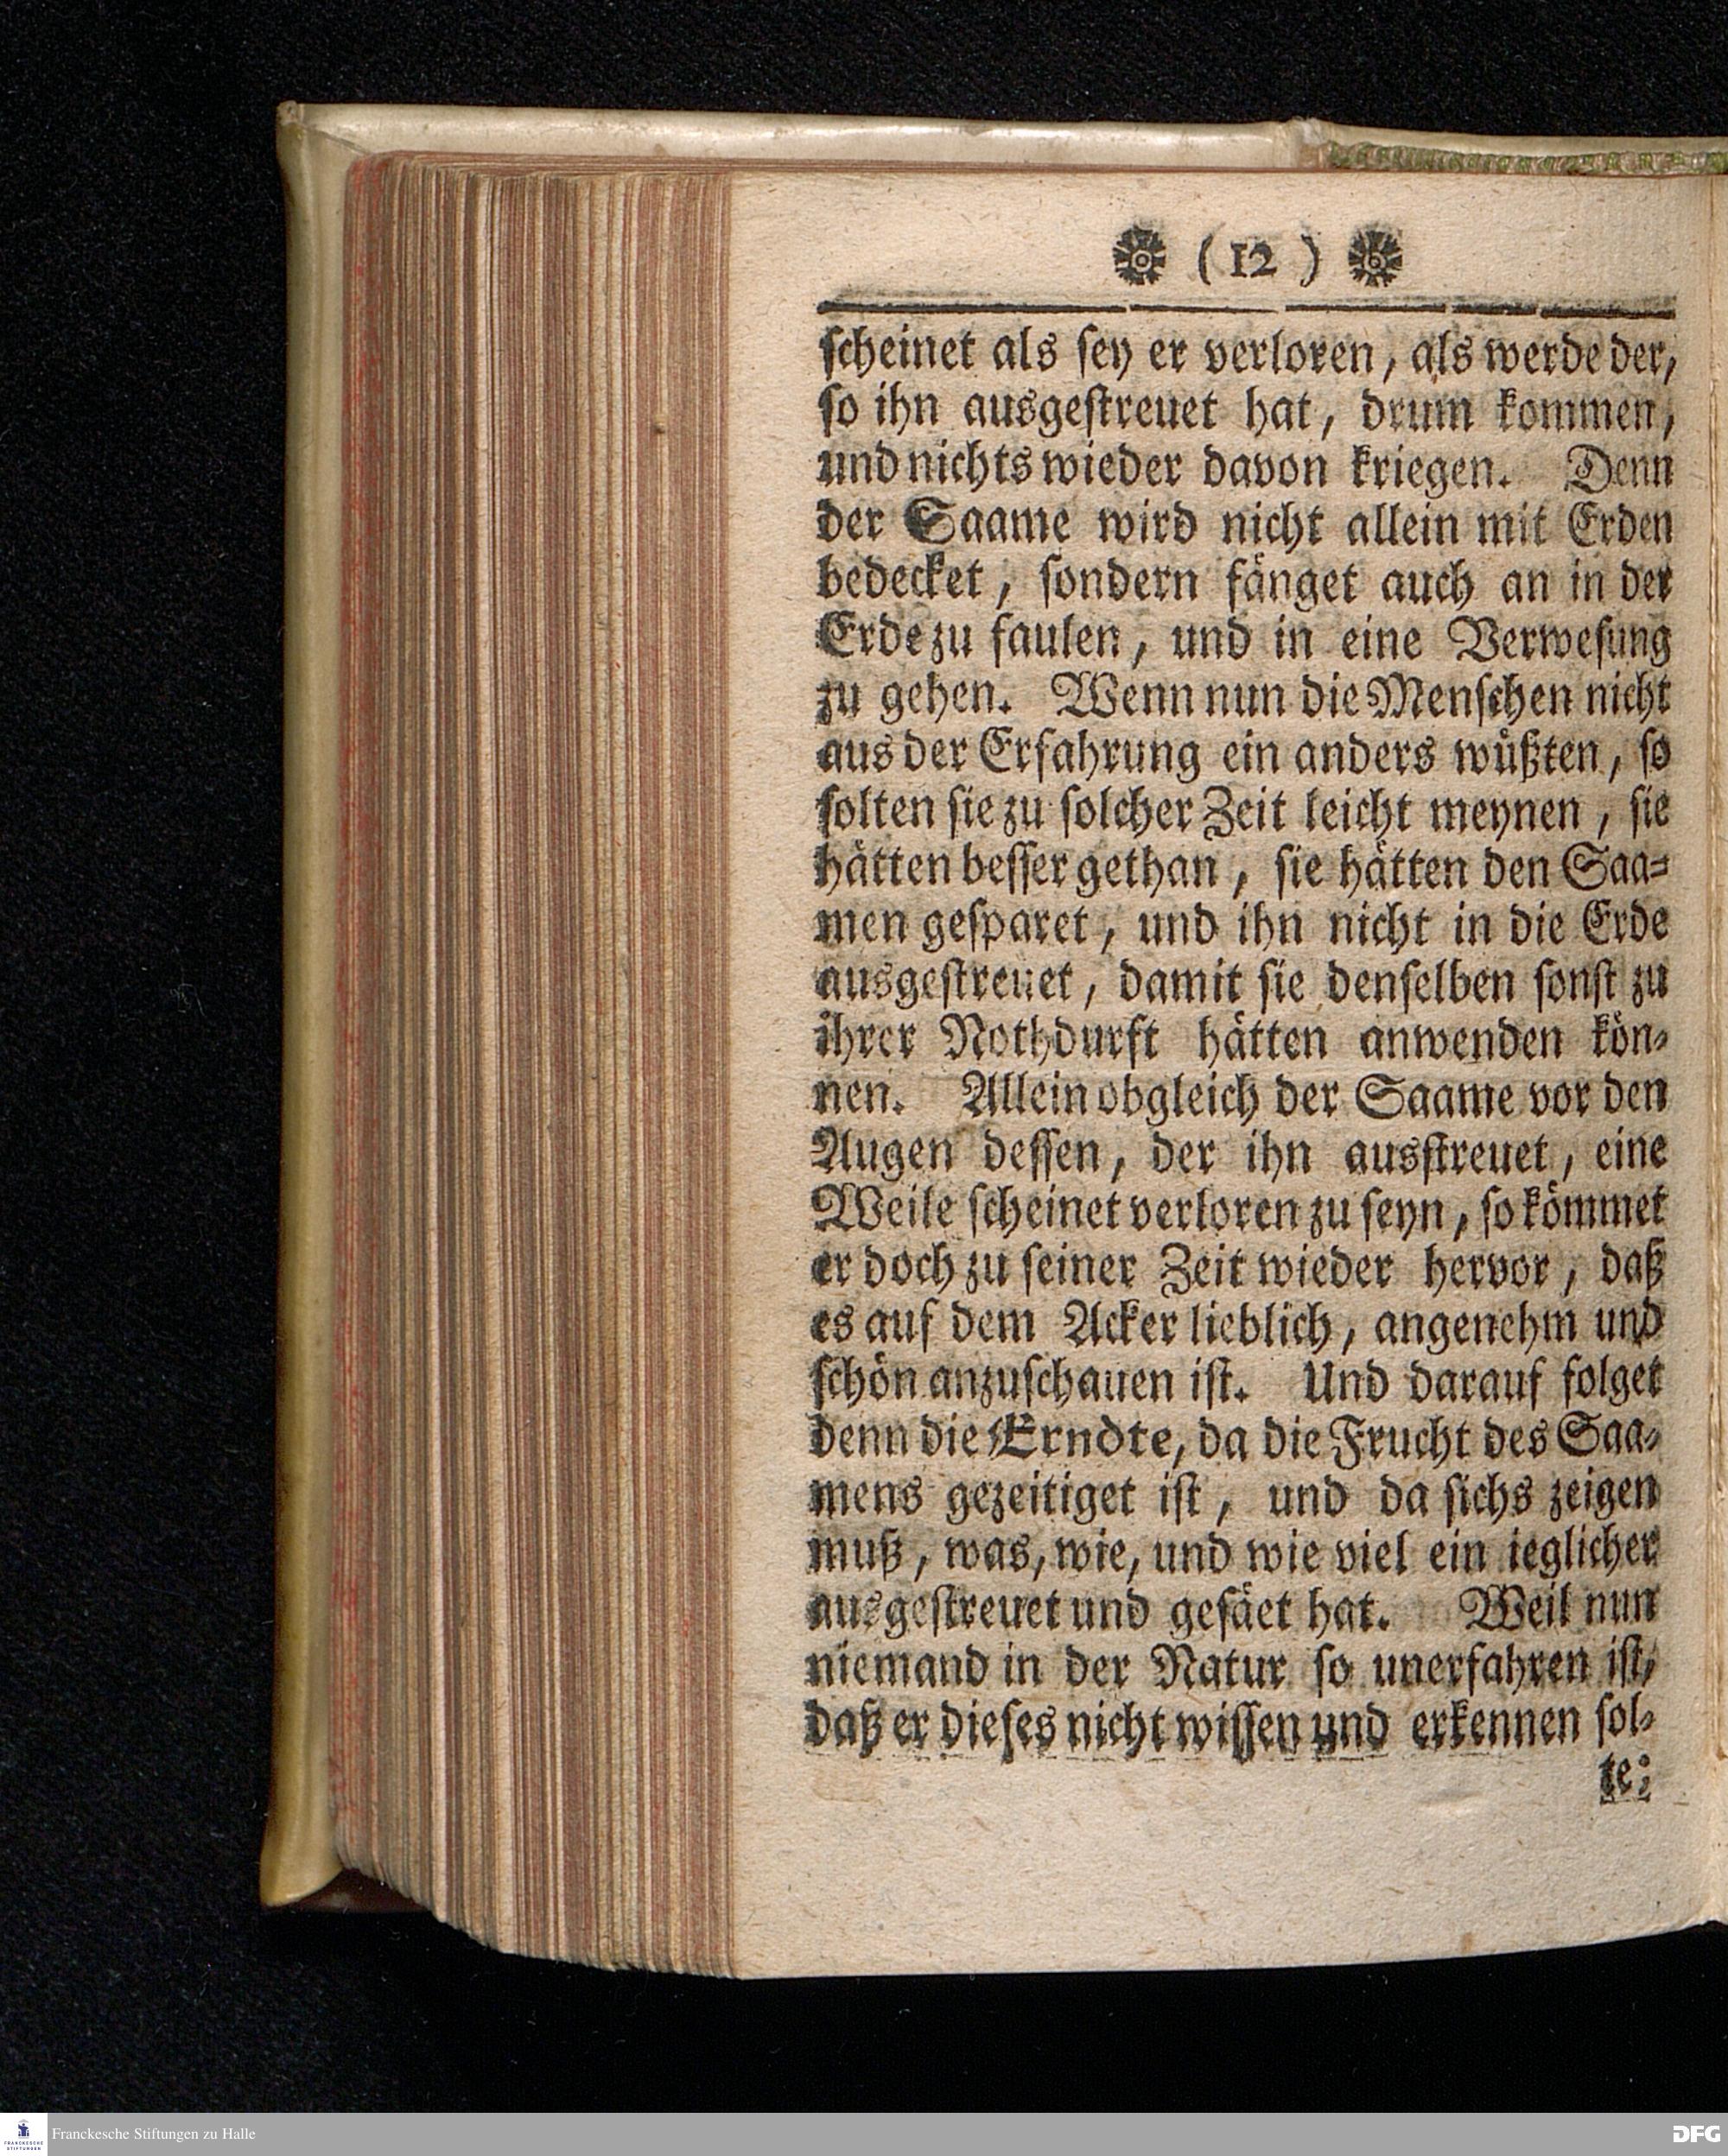 ( 12 )
scheinet als sey er verloren, als werde der,
so ihn ausgestreuet hat, drum kommen,
und nichts wieder davon kriegen. Denn
der Saame wird nicht allein mit Erden
bedecket, sondern fänget auch an in der
Erde zu faulen, und in eine Verwesung
zu gehen. Wenn nun die Menschen nicht
aus der Erfahrung ein anders wüßten, so
solten sie zu solcher Zeit leicht meynen, sie
hätten besser gethan, sie hätten den Saa-
men gesparet, und ihn nicht in die Erde
ausgestreuet, damit sie denselben sonst zu
ihrer Nothdurft hätten anwenden kön-
nen. Allein obgleich der Saame vor den
Augen dessen, der ihn ausstreuet, eine
Weile scheinet verloren zu seyn, so kömmet
er doch zu seiner Zeit wieder hervor, daß
es auf dem Acker lieblich, angenehm und
schön anzuschauen ist. Und darauf folget
denn die Erndte, da die Frucht des Saa-
mens gezeitiget ist, und da sichs zeigen
muß, was, wie, und wie viel ein ieglicher
ausgestreuet und gesäet hat. Weil nun
niemand in der Natur so unerfahren ist,
daß er dieses nicht wissen und erkennen sol-
te:
FRANCKESCHE
STIFTUNGEN
Franckesche Stiftungen zu Halle
DFG